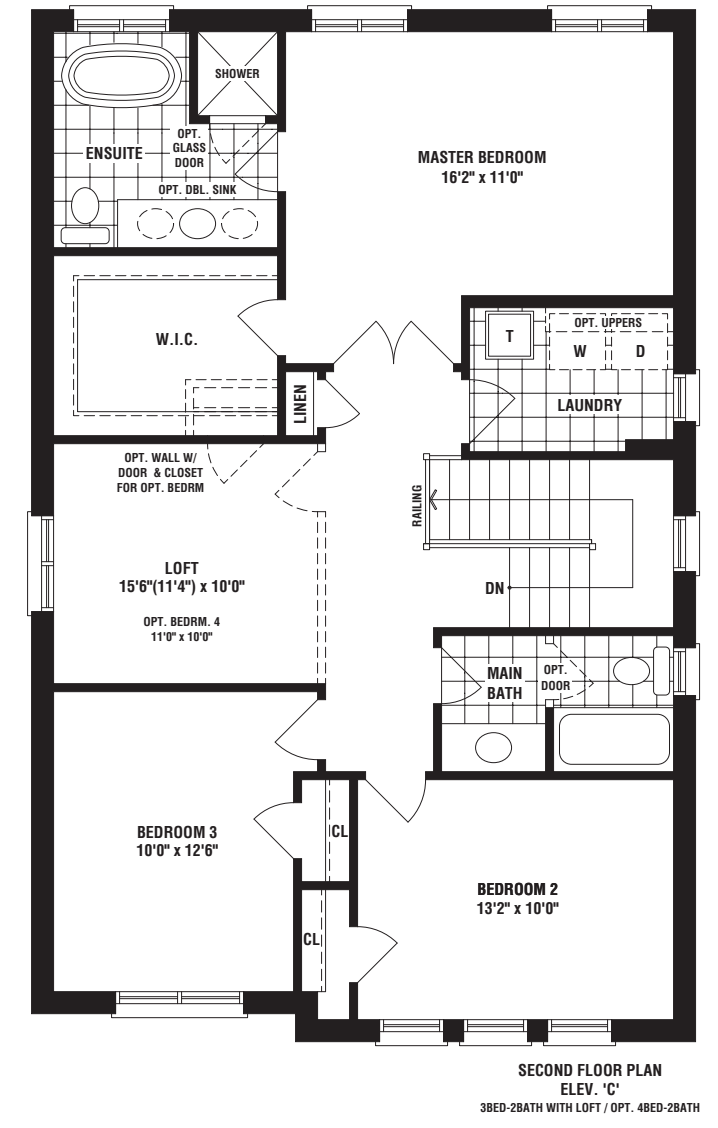 SHOWER
OPT.
GLASS
DOOR
ENSUITE
OPT. DBL. SINK
MASTER BEDROOM
16'2" x 11'0"
W.I.C.
T
OPT. UPPERS
W
D
LAUNDRY
LINEN
OPT. WALL W/
DOOR & CLOSET
FOR OPT. BEDRM
RAILING
LOFT
15'6"(11'4") x 10'0"
OPT. BEDRM. 4
11'0" x 10'0"
DN
MAIN
BATH
OPT.
DOOR
BEDROOM 3
10'0" x 12'6"
CL
CL
BEDROOM 2
13'2" x 10'0"
SECOND FLOOR PLAN
ELEV. 'C'
3BED-2BATH WITH LOFT / OPT. 4BED-2BATH